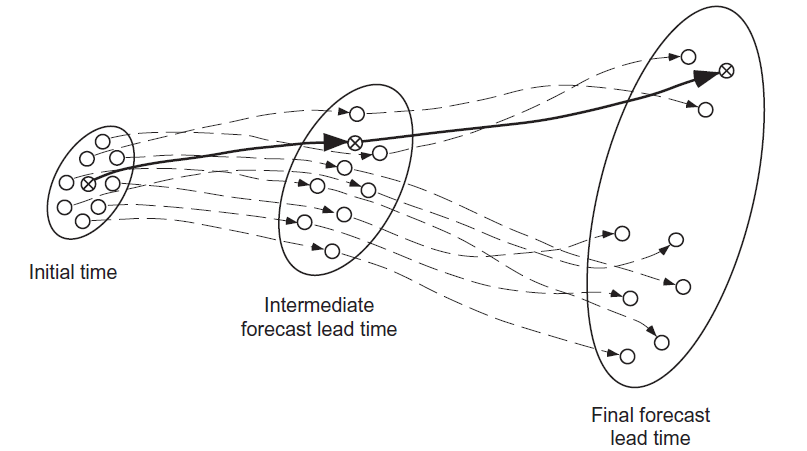 Initial time
Intermediate
forecast lead time
Final forecast
lead time